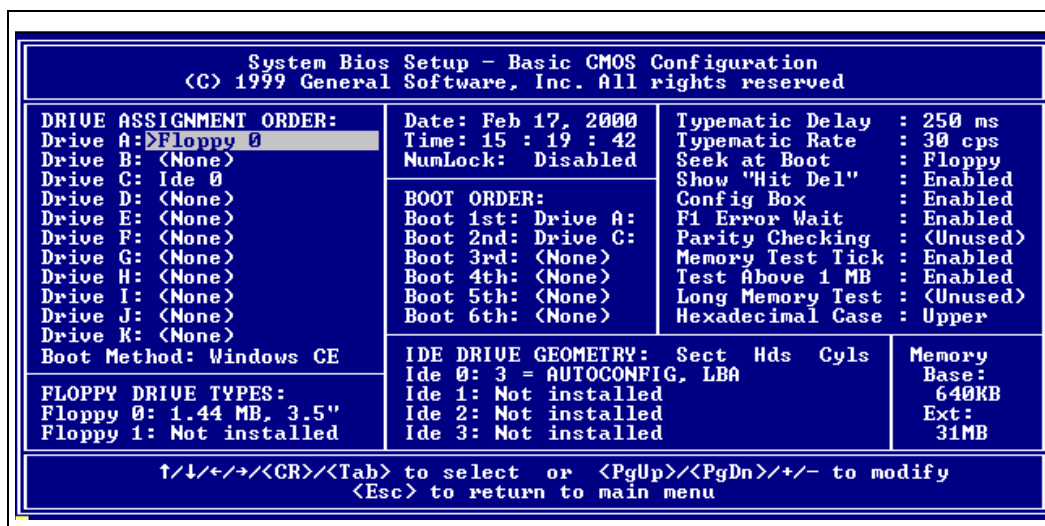 System Bios Setup - Basic CMOS Configuration
(C) 1999 General Software, Inc. All rights reserved
DRIVE ASSIGNMENT ORDER:
Drive A:>Floppy 0
Drive B: (None)
Drive C: Ide 0
Drive D: (None)
Drive E: (None)
Drive F: (None)
Drive G: (None)
Drive H: (None)
Drive I: (None)
Drive J: (None)
Drive K: (None)
Boot Method: Windows CE
FLOPPY DRIVE TYPES:
Floppy 0: 1.44 MB, 3.5"
Floppy 1: Not installed
Date: Feb 17, 2000
Time: 15 : 19 : 42
NumLock: Disabled
BOOT ORDER:
Boot 1st: Drive A:
Boot 2nd: Drive C:
Boot 3rd: (None)
Boot 4th: (None)
Boot 5th: (None)
Boot 6th: (None)
Typematic Delay : 250 ms
Typematic Rate : 30 cps
Seek at Boot : Floppy
Show "Hit Del" : Enabled
Config Box : Enabled
F1 Error Wait : Enabled
Parity Checking : (Unused)
Memory Test Tick : Enabled
Test Above 1 MB : Enabled
Long Memory Test : (Unused)
Hexadecimal Case : Upper
IDE DRIVE GEOMETRY: Sect Hds Cyls
Ide 0: 3 = AUTOCONFIG, LBA
Ide 1: Not installed
Ide 2: Not installed
Ide 3: Not installed
Memory
Base:
640KB
Ext:
31MB
↑/↓/←/→/<CR>/<Tab> to select or <PgUp>/<PgDn>/+/- to modify
<Esc> to return to main menu